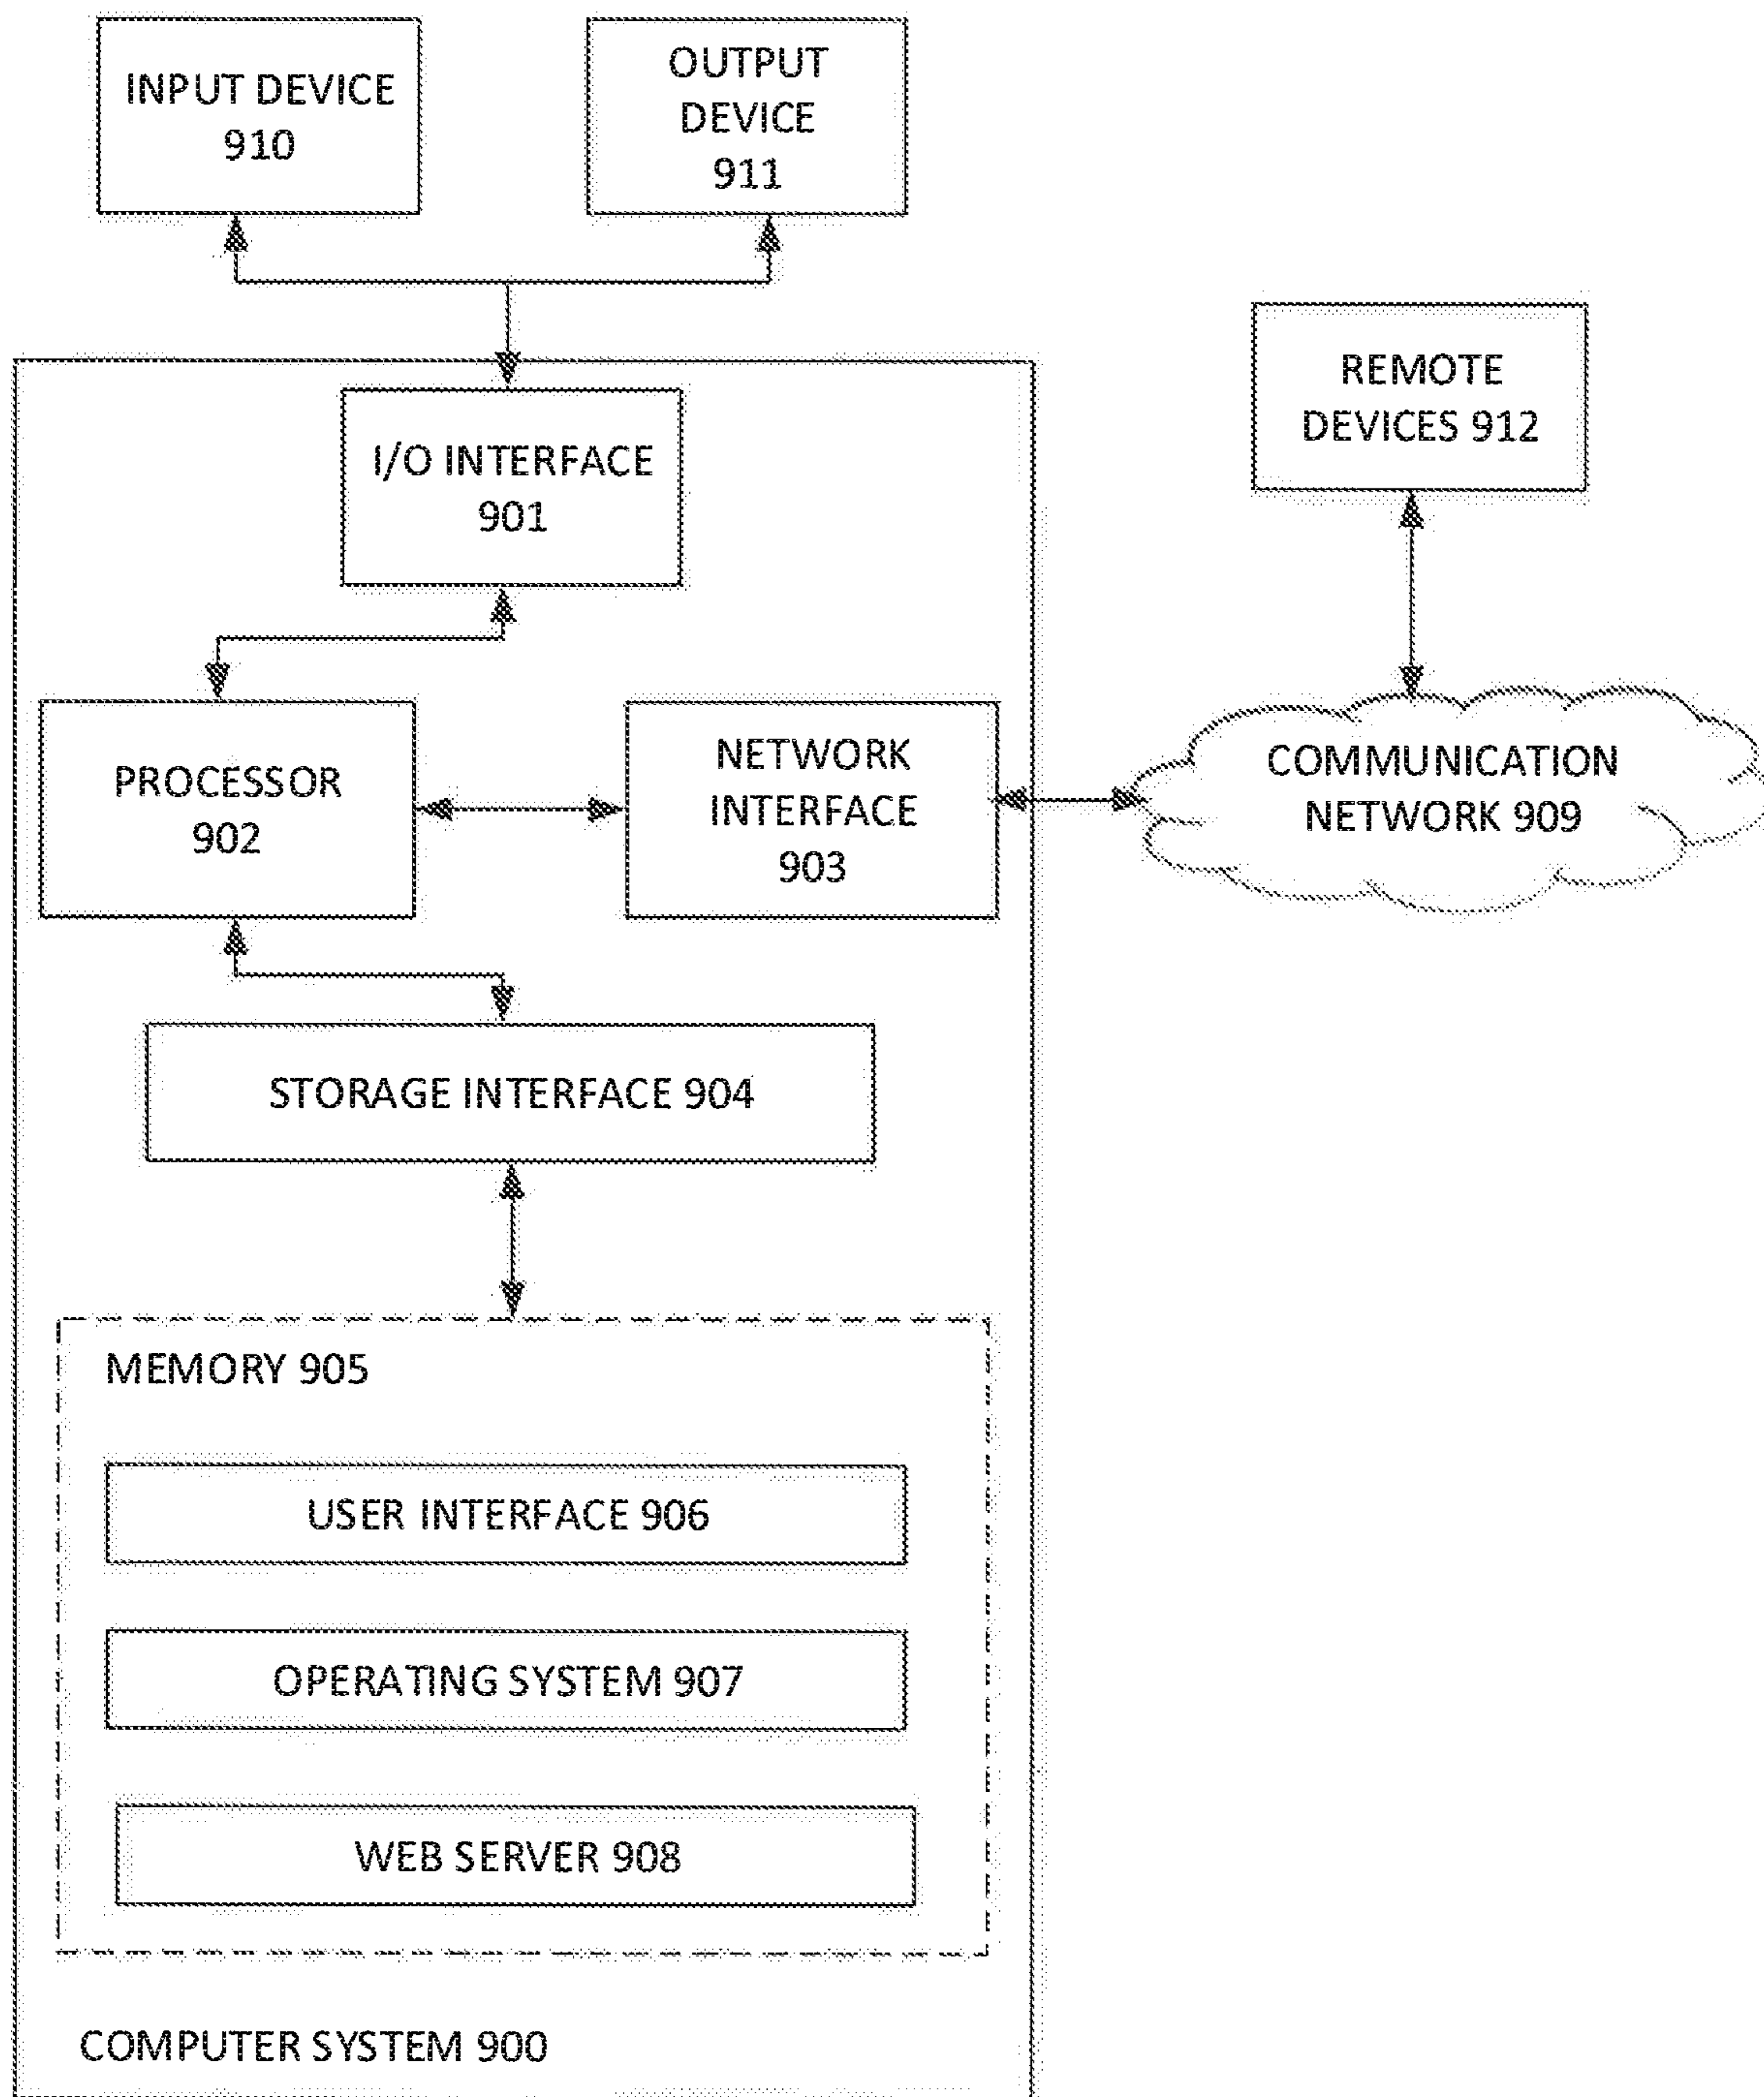 INPUT DEVICE
910
OUTPUT
DEVICE
911
I/O INTERFACE
901
REMOTE
DEVICES 912
PROCESSOR
902
NETWORK
INTERFACE
903
COMMUNICATION
NETWORK 909
STORAGE INTERFACE 904
MEMORY 905
USER INTERFACE 906
OPERATING SYSTEM 907
WEB SERVER 908
COMPUTER SYSTEM 900